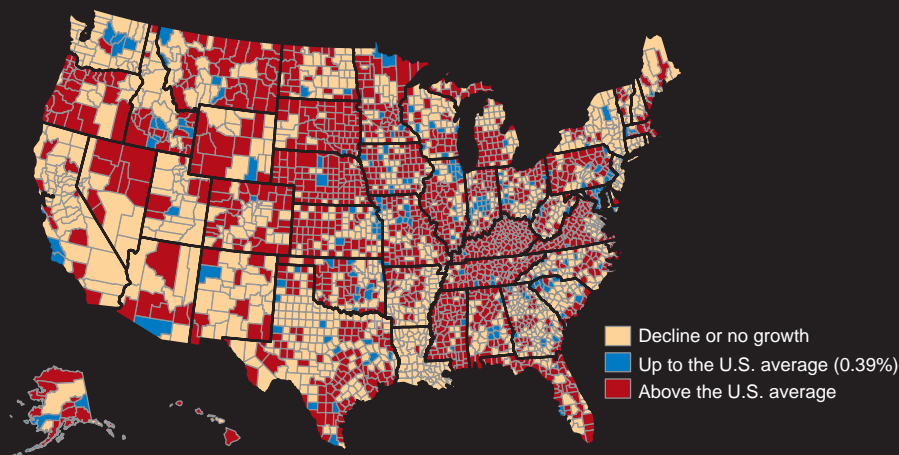 Decline or no growth
Up to the U.S. average (0.39%)
Above the U.S. average